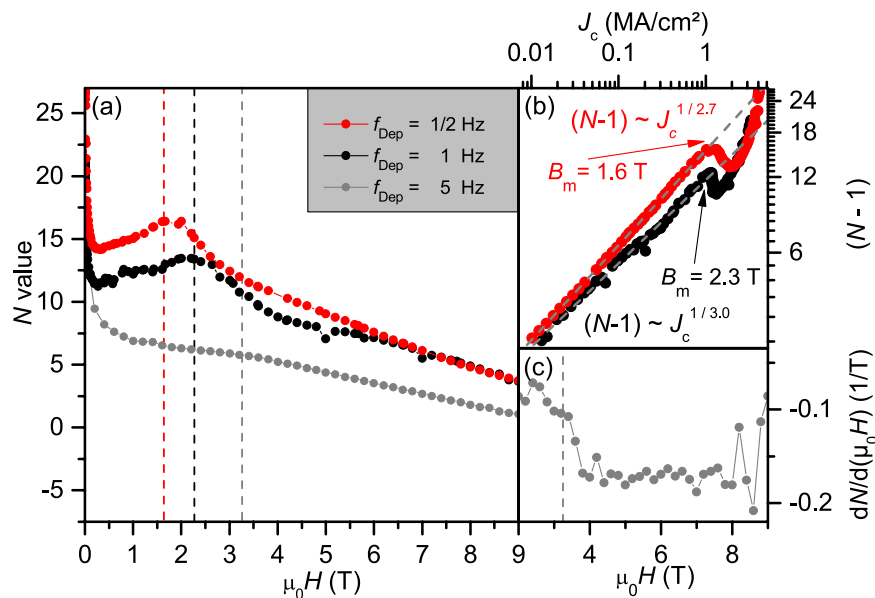 J_c (MA/cm²)
0.01 0.1 1
(a)
25
20
15
10
5
0
-5
N value
f_Dep = 1/2 Hz
f_Dep = 1 Hz
f_Dep = 5 Hz
0 1 2 3 4 5 6 7 8 9
μ₀H (T)
(b)
(N-1) ~ J_c^1/2.7
B_m = 1.6 T
B_m = 2.3 T
(N-1) ~ J_c^1/3.0
24
18
12
6
(N - 1)
(c)
-0.1
-0.2
dN/d(μ₀H) (1/T)
4 6 8
μ₀H (T)